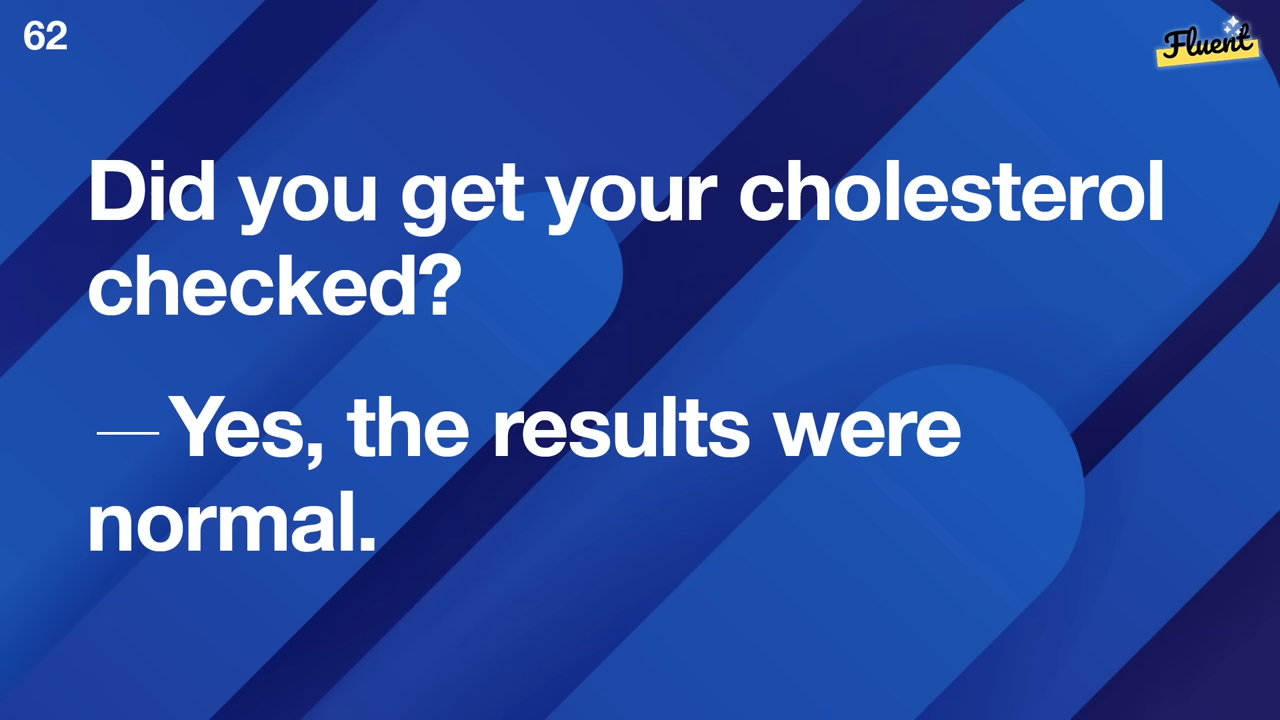 62
Fluent
Did you get your cholesterol
checked?
— Yes, the results were
normal.